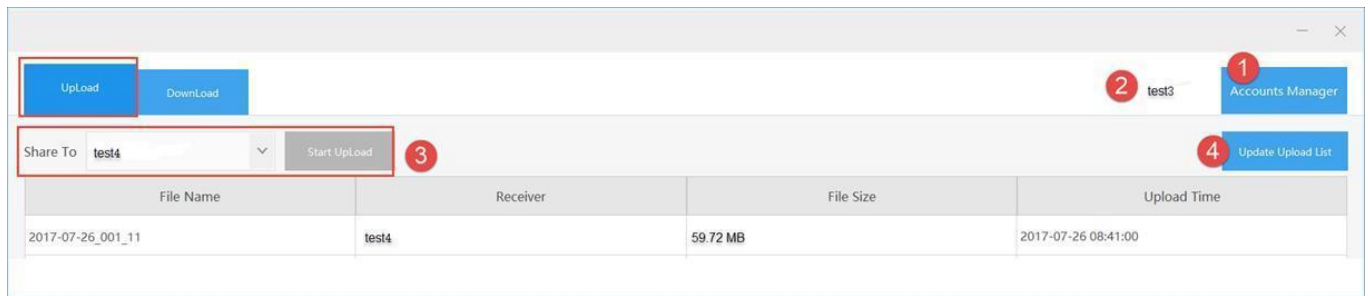 UpLoad
DownLoad
2
test3
1
Accounts Manager
Share To test4 Start UpLoad
3
4
Update Upload List
File Name Receiver File Size Upload Time
2017-07-26_001_11 test4 59.72 MB 2017-07-26 08:41:00